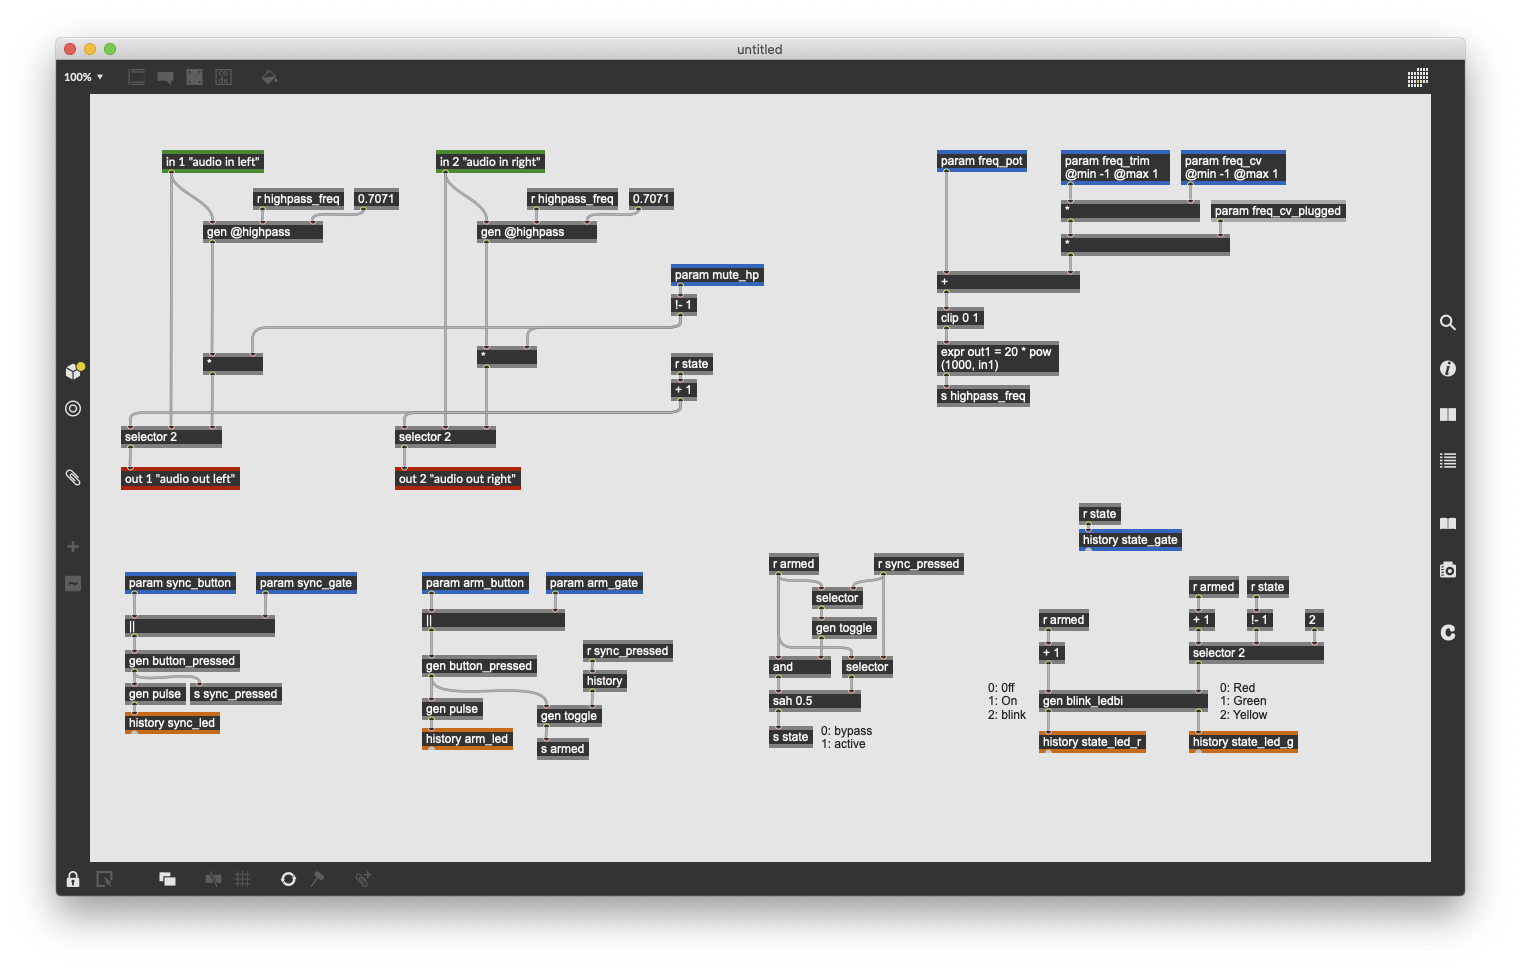 untitled
100%
in 1 "audio in left"
r highpass_freq
0.7071
gen @highpass
*
selector 2
out 1 "audio out left"
in 2 "audio in right"
r highpass_freq
0.7071
gen @highpass
*
selector 2
out 2 "audio out right"
param mute_hp
!- 1
r state
+ 1
param freq_pot
param freq_trim
@min -1 @max 1
param freq_cv
@min -1 @max 1
*
param freq_cv_plugged
*
+
clip 0 1
expr out1 = 20 * pow
(1000, in1)
s highpass_freq
param sync_button
param sync_gate
||
gen button_pressed
gen pulse
s sync_pressed
history sync_led
param arm_button
param arm_gate
||
r sync_pressed
gen button_pressed
history
gen pulse
gen toggle
history arm_led
s armed
r armed
r sync_pressed
selector
gen toggle
and
selector
sah 0.5
s state
0: bypass
1: active
r state
history state_gate
r armed
r state
r armed
+ 1
!- 1
2
+ 1
selector 2
0: Off
1: On
2: blink
gen blink_ledbi
0: Red
1: Green
2: Yellow
history state_led_r
history state_led_g